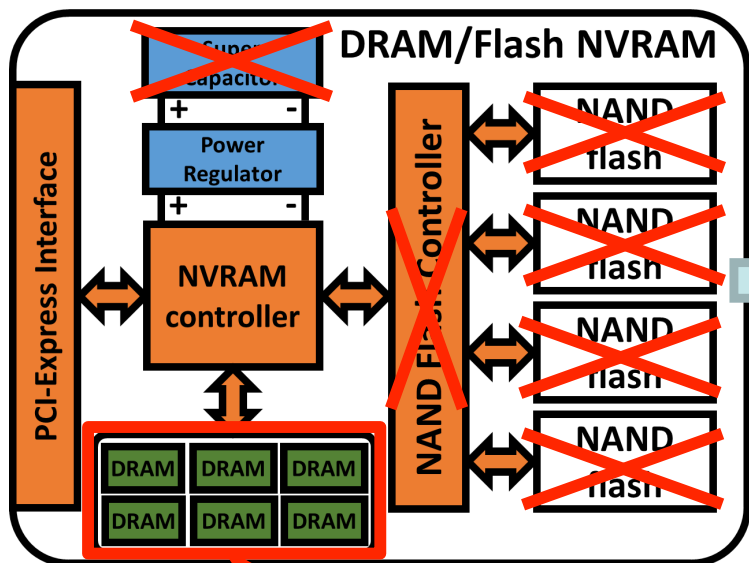 DRAM/Flash NVRAM
Super
Capacitor
+ -
Power
Regulator
+ -
PCI-Express Interface
NVRAM
controller
NAND Flash Controller
NAND
flash
NAND
flash
NAND
flash
NAND
flash
DRAM DRAM DRAM
DRAM DRAM DRAM